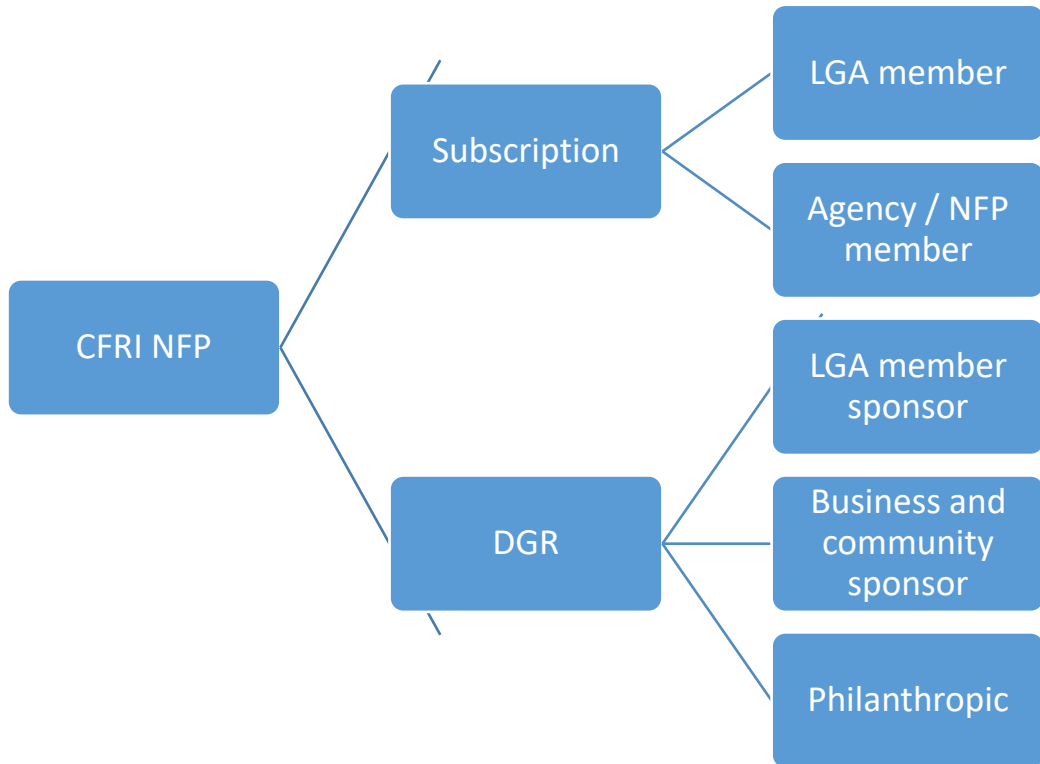 CFRI NFP
Subscription
LGA member
Agency / NFP
member
DGR
LGA member
sponsor
Business and
community
sponsor
Philanthropic